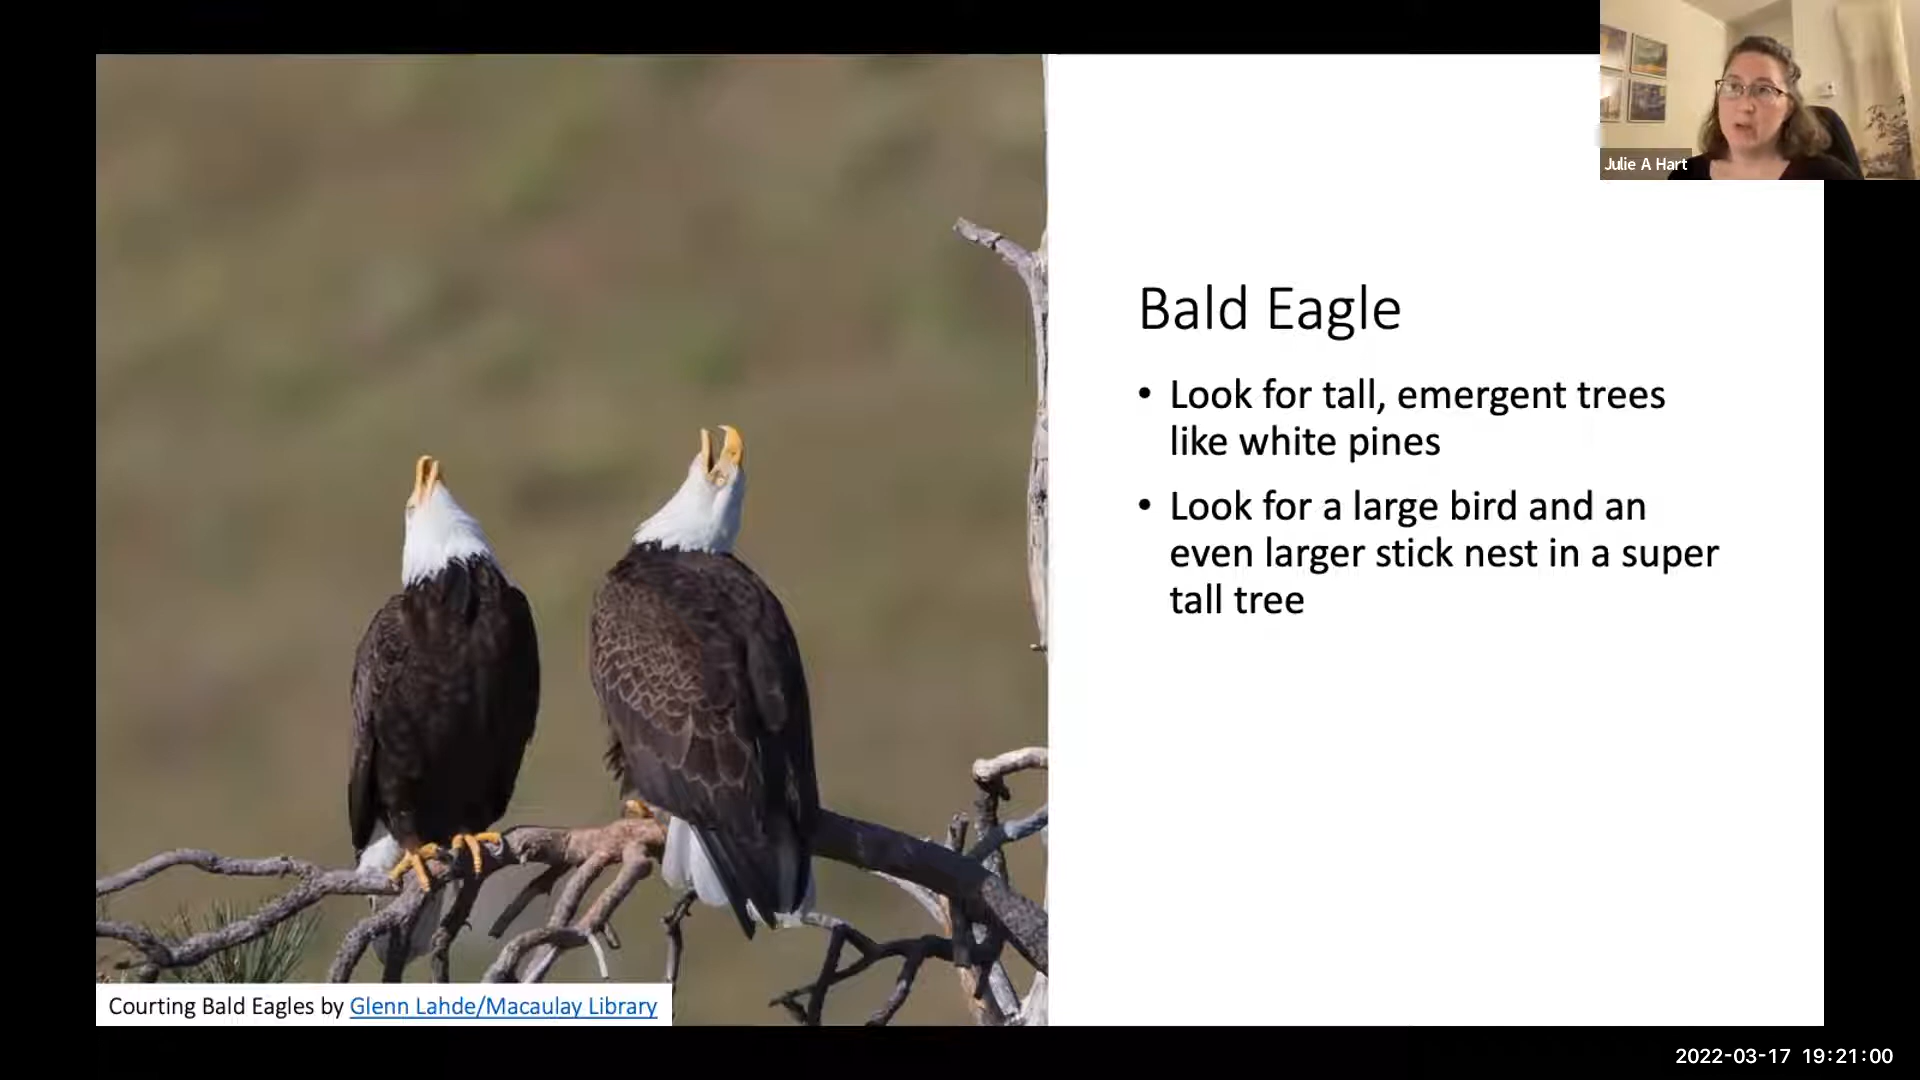 Julie A Hart
Bald Eagle
• Look for tall, emergent trees
like white pines
• Look for a large bird and an
even larger stick nest in a super
tall tree
Courting Bald Eagles by Glenn Lahde/Macaulay Library
2022-03-17 19:21:00